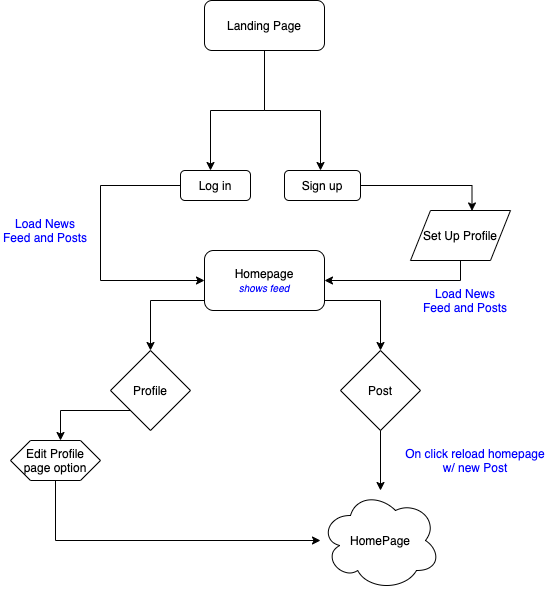 Landing Page
Log in
Sign up
Load News
Feed and Posts
Set Up Profile
Homepage
shows feed
Load News
Feed and Posts
Profile
Post
Edit Profile
page option
On click reload homepage
w/ new Post
HomePage